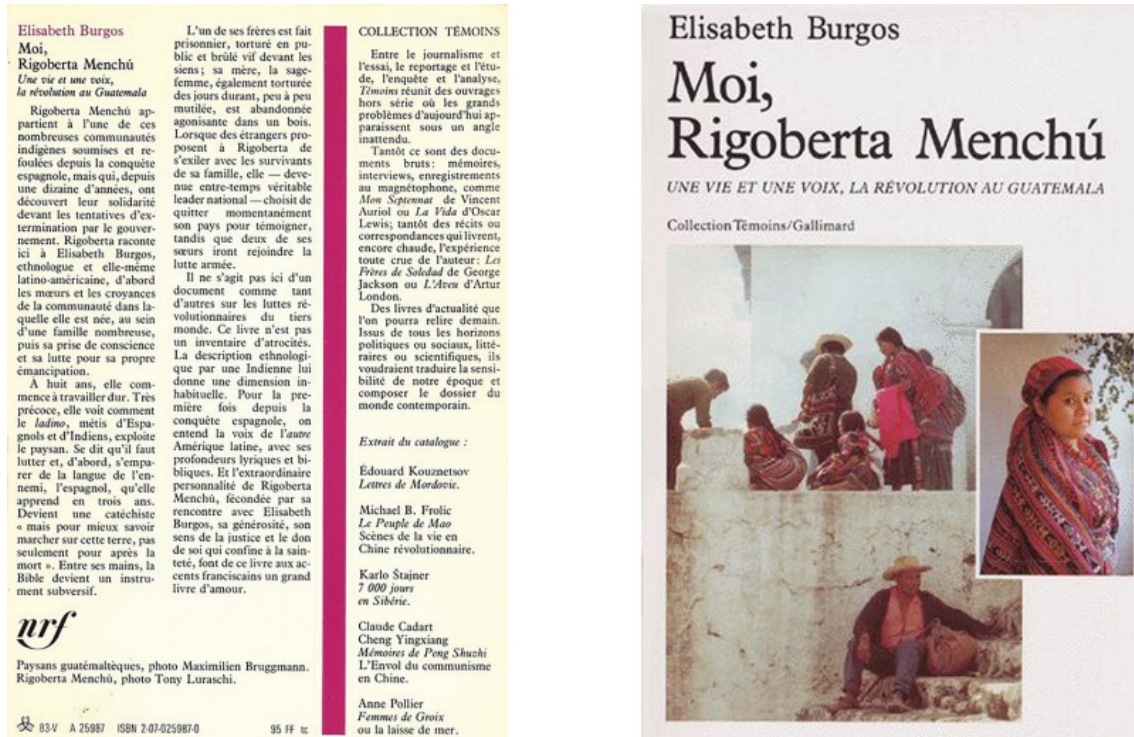 Elisabeth Burgos
Moi,
Rigoberta Menchú
Une vie et une voix,
la révolution au Guatemala
Rigoberta Menchú ap-
partient à l'une de ces
nombreuses communautés
indigènes soumises et re-
foulées depuis la conquête
espagnole, mais qui, depuis
une dizaine d'années, ont
découvert leur solidarité
devant les tentatives d'ex-
termination par le gouver-
nement. Rigoberta raconte
ici à Elisabeth Burgos,
ethnologue et elle-même
latino-américaine, d'abord
les mœurs et les croyances
de la communauté dans la-
quelle elle est née, au sein
d'une famille nombreuse,
puis sa prise de conscience
et sa lutte pour sa propre
émancipation.
À huit ans, elle com-
mence à travailler dur. Très
précoce, elle voit comment
le ladino, métis d'Espa-
gnols et d'Indiens, exploite
le paysan. Se dit qu'il faut
lutter et, d'abord, s'empa-
rer de la langue de l'en-
nemi, l'espagnol, qu'elle
apprend en trois ans.
Devient une catéchiste
« mais pour mieux savoir
marcher sur cette terre, pas
seulement pour après la
mort ». Entre ses mains, la
Bible devient un instru-
ment subversif.
L'un de ses frères est fait
prisonnier, torturé en pu-
blic et brûlé vif devant les
siens ; sa mère, la sage-
femme, également torturée
des jours durant, peu à peu
mutilée, est abandonnée
agonisante dans un bois.
Lorsque des étrangers pro-
posent à Rigoberta de
s'exiler avec les survivants
de sa famille, elle — deve-
nue entre-temps véritable
leader national — choisit de
quitter momentanément
son pays pour témoigner,
tandis que deux de ses
sœurs iront rejoindre la
lutte armée.
Il ne s'agit pas ici d'un
document comme tant
d'autres sur les luttes ré-
volutionnaires du tiers
monde. Ce livre n'est pas
un inventaire d'atrocités.
La description ethnologi-
que par une Indienne lui
donne une dimension in-
habituelle. Pour la pre-
mière fois depuis la
conquête espagnole, on
entend la voix de l'autre
Amérique latine, avec ses
profondeurs lyriques et bi-
bliques. Et l'extraordinaire
personnalité de Rigoberta
Menchú, fécondée par sa
rencontre avec Elisabeth
Burgos, sa générosité, son
sens de la justice et le don
de soi qui confine à la sain-
teté, font de ce livre aux ac-
cents franciscains un grand
livre d'amour.
nrf
Paysans guatémaltèques, photo Maximilien Bruggmann.
Rigoberta Menchú, photo Tony Luraschi.
83-V A 25987 ISBN 2-07-025987-0 95 FF tc
COLLECTION TÉMOINS
Entre le journalisme et
l'essai, le reportage et l'étu-
de, l'enquête et l'analyse,
Témoins réunit des ouvrages
hors série où les grands
problèmes d'aujourd'hui ap-
paraissent sous un angle
inattendu.
Tantôt ce sont des docu-
ments bruts : mémoires,
interviews, enregistrements
au magnétophone, comme
Mon Septennat de Vincent
Auriol ou La Vida d'Oscar
Lewis; tantôt des récits ou
correspondances qui livrent,
encore chaude, l'expérience
toute crue de l'auteur : Les
Frères de Soledad de George
Jackson ou L'Aveu d'Artur
London.
Des livres d'actualité que
l'on pourra relire demain.
Issus de tous les horizons
politiques ou sociaux, litté-
raires ou scientifiques, ils
voudraient traduire la sensi-
bilité de notre époque et
composer le dossier du
monde contemporain.
Extrait du catalogue :
Édouard Kouznetsov
Lettres de Mordovie.
Michael B. Frolic
Le Peuple de Mao
Scènes de la vie en
Chine révolutionnaire.
Karlo Štajner
7 000 jours
en Sibérie.
Claude Cadart
Cheng Yingxiang
Mémoires de Peng Shuzhi
L'Envol du communisme
en Chine.
Anne Pollier
Femmes de Groix
ou la laisse de mer.
Elisabeth Burgos
Moi,
Rigoberta Menchú
UNE VIE ET UNE VOIX, LA RÉVOLUTION AU GUATEMALA
Collection Témoins/Gallimard